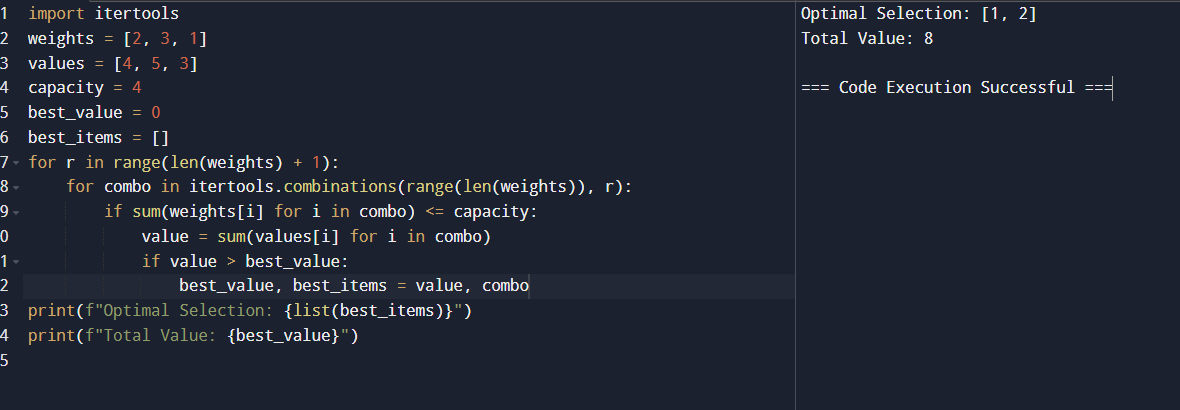 1 import itertools
2 weights = [2, 3, 1]
3 values = [4, 5, 3]
4 capacity = 4
5 best_value = 0
6 best_items = []
7 for r in range(len(weights) + 1):
8     for combo in itertools.combinations(range(len(weights)), r):
9         if sum(weights[i] for i in combo) <= capacity:
0             value = sum(values[i] for i in combo)
1             if value > best_value:
2                 best_value, best_items = value, combo
3 print(f"Optimal Selection: {list(best_items)}")
4 print(f"Total Value: {best_value}")
5
Optimal Selection: [1, 2]
Total Value: 8
=== Code Execution Successful ===